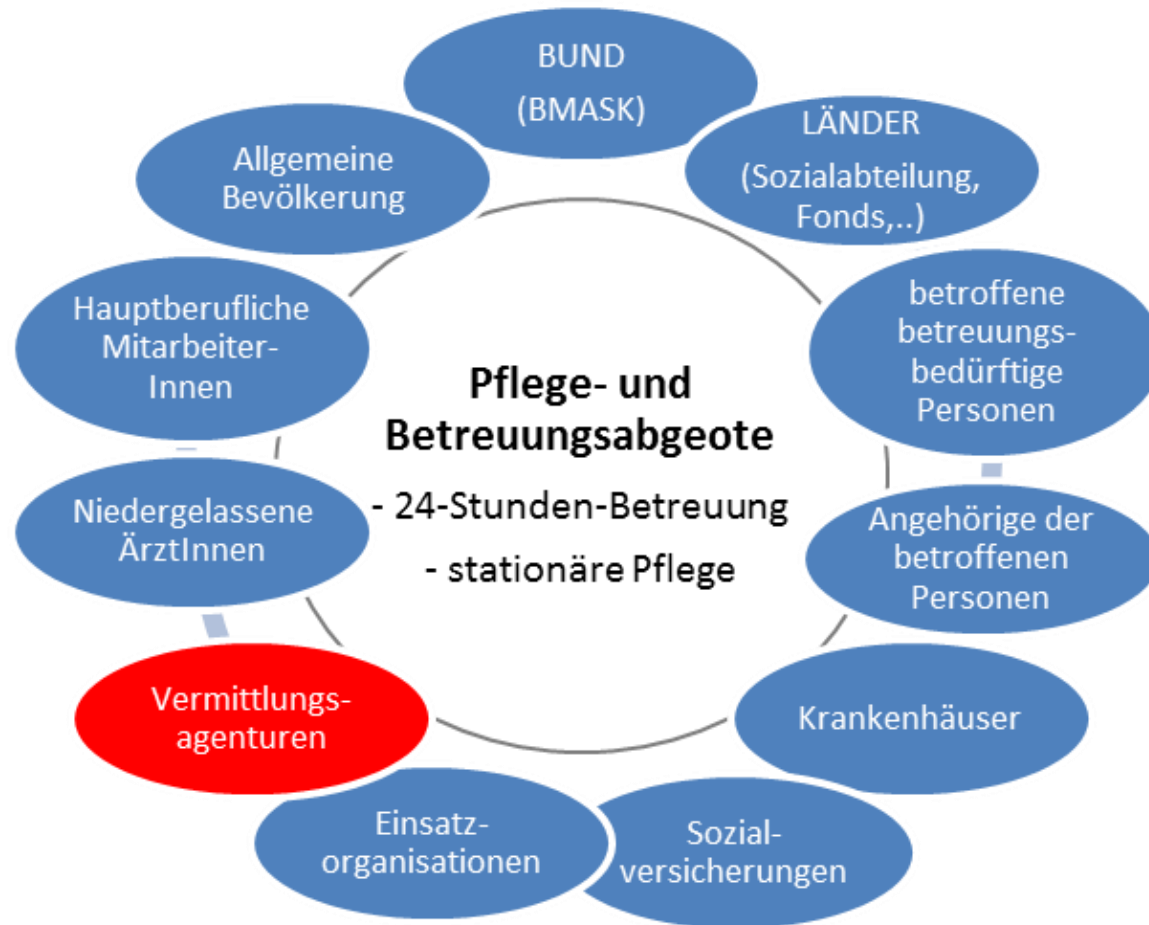 BUND
(BMASK)
LÄNDER
(Sozialabteilung,
Fonds,..)
betroffene
betreuungs-
bedürftige
Personen
Angehörige der
betroffenen
Personen
Krankenhäuser
Sozial-
versicherungen
Einsatz-
organisationen
Vermittlungs-
agenturen
Niedergelassene
ÄrztInnen
Hauptberufliche
Mitarbeiter-
Innen
Allgemeine
Bevölkerung
Pflege- und
Betreuungsabgeote
- 24-Stunden-Betreuung
- stationäre Pflege